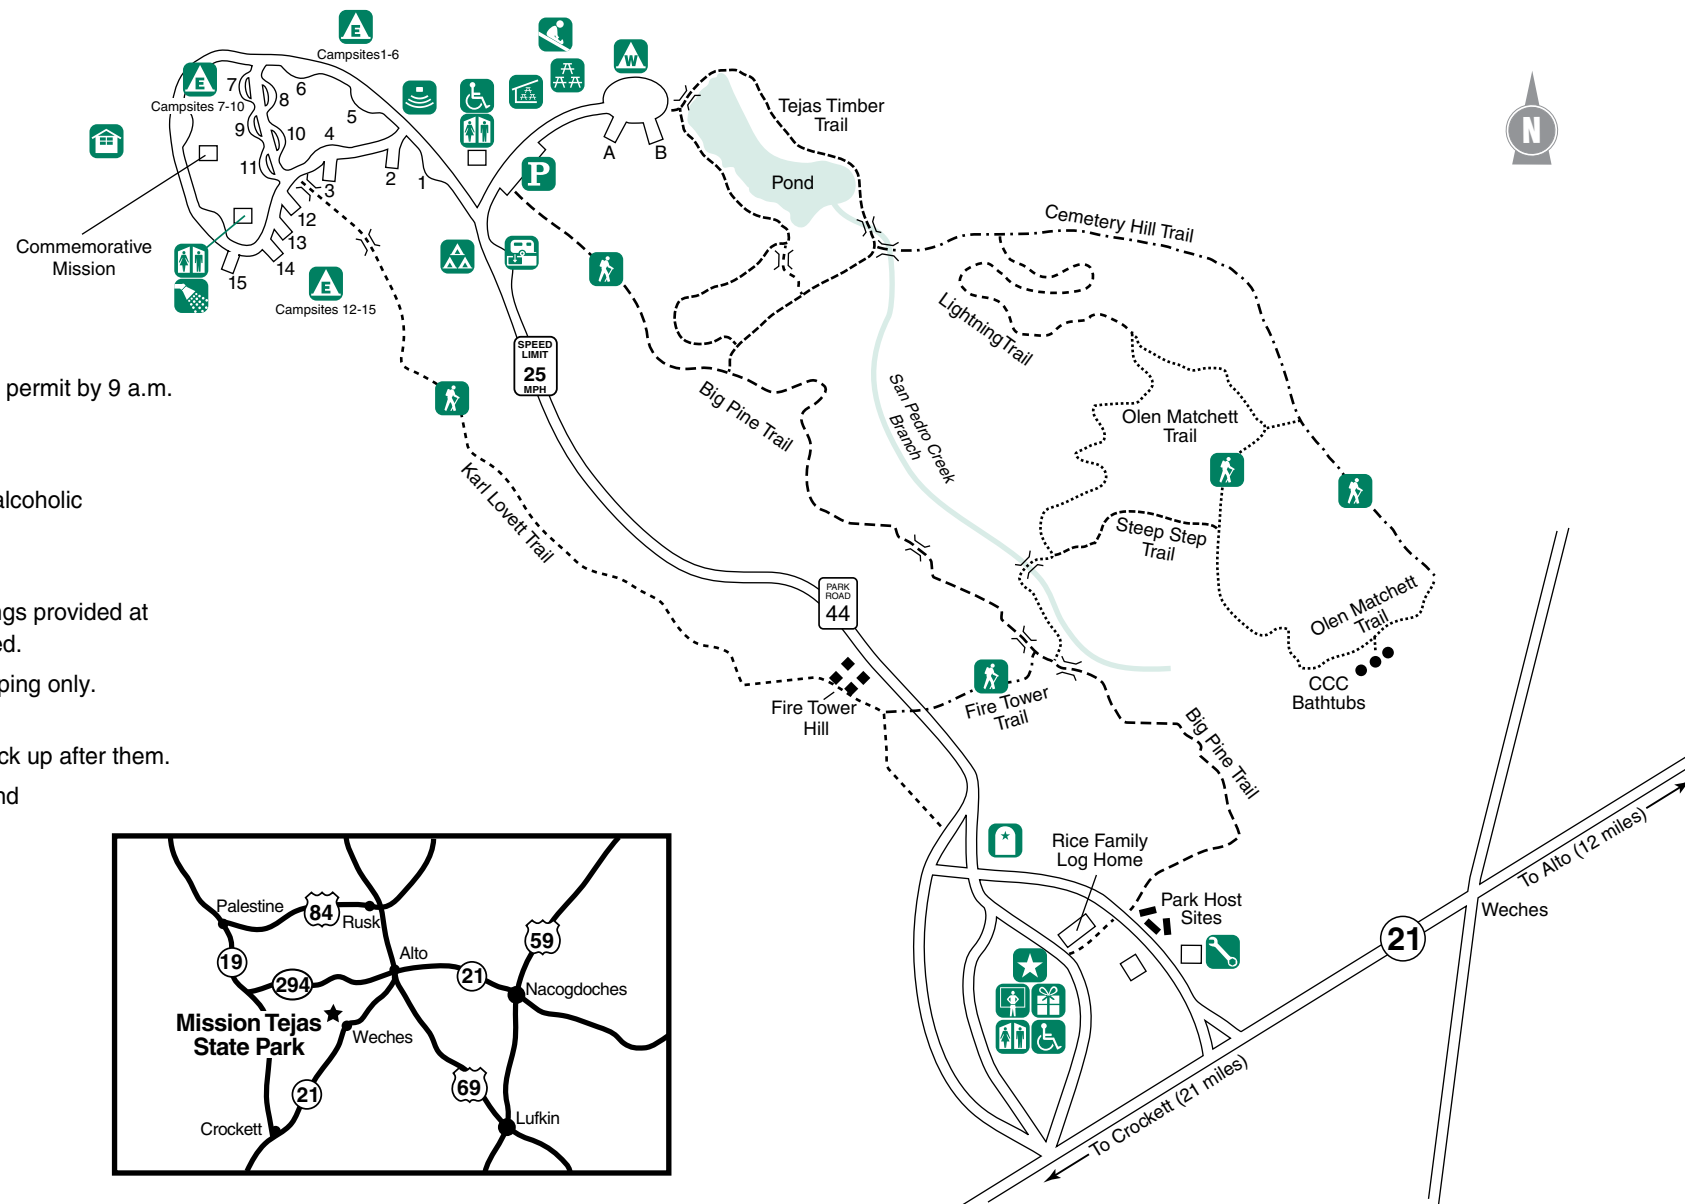 E
Campsites1-6
E
Campsites 7-10
W
7
6
8
5
9
10
4
11
3
2
1
A
B
P
12
13
14
15
E
Campsites 12-15
Commemorative
Mission
Tejas Timber
Trail
Pond
N
Cemetery Hill Trail
LightningTrail
SPEED
LIMIT
25
MPH
permit by 9 a.m.
Big Pine Trail
San Pedro Creek
Branch
Olen Matchett
Trail
alcoholic
Karl Lovett Trail
Steep Step
Trail
PARK
ROAD
44
ngs provided at
ed.
Olen Matchett
Trail
ping only.
Fire Tower
Hill
Fire Tower
Trail
CCC
Bathtubs
ck up after them.
Big Pine Trail
nd
Rice Family
Log Home
Park Host
Sites
To Alto (12 miles)
Weches
21
To Crockett (21 miles)
Palestine
84
Rusk
59
19
Alto
294
21
Nacogdoches
Mission Tejas
State Park
Weches
21
69
Crockett
Lufkin